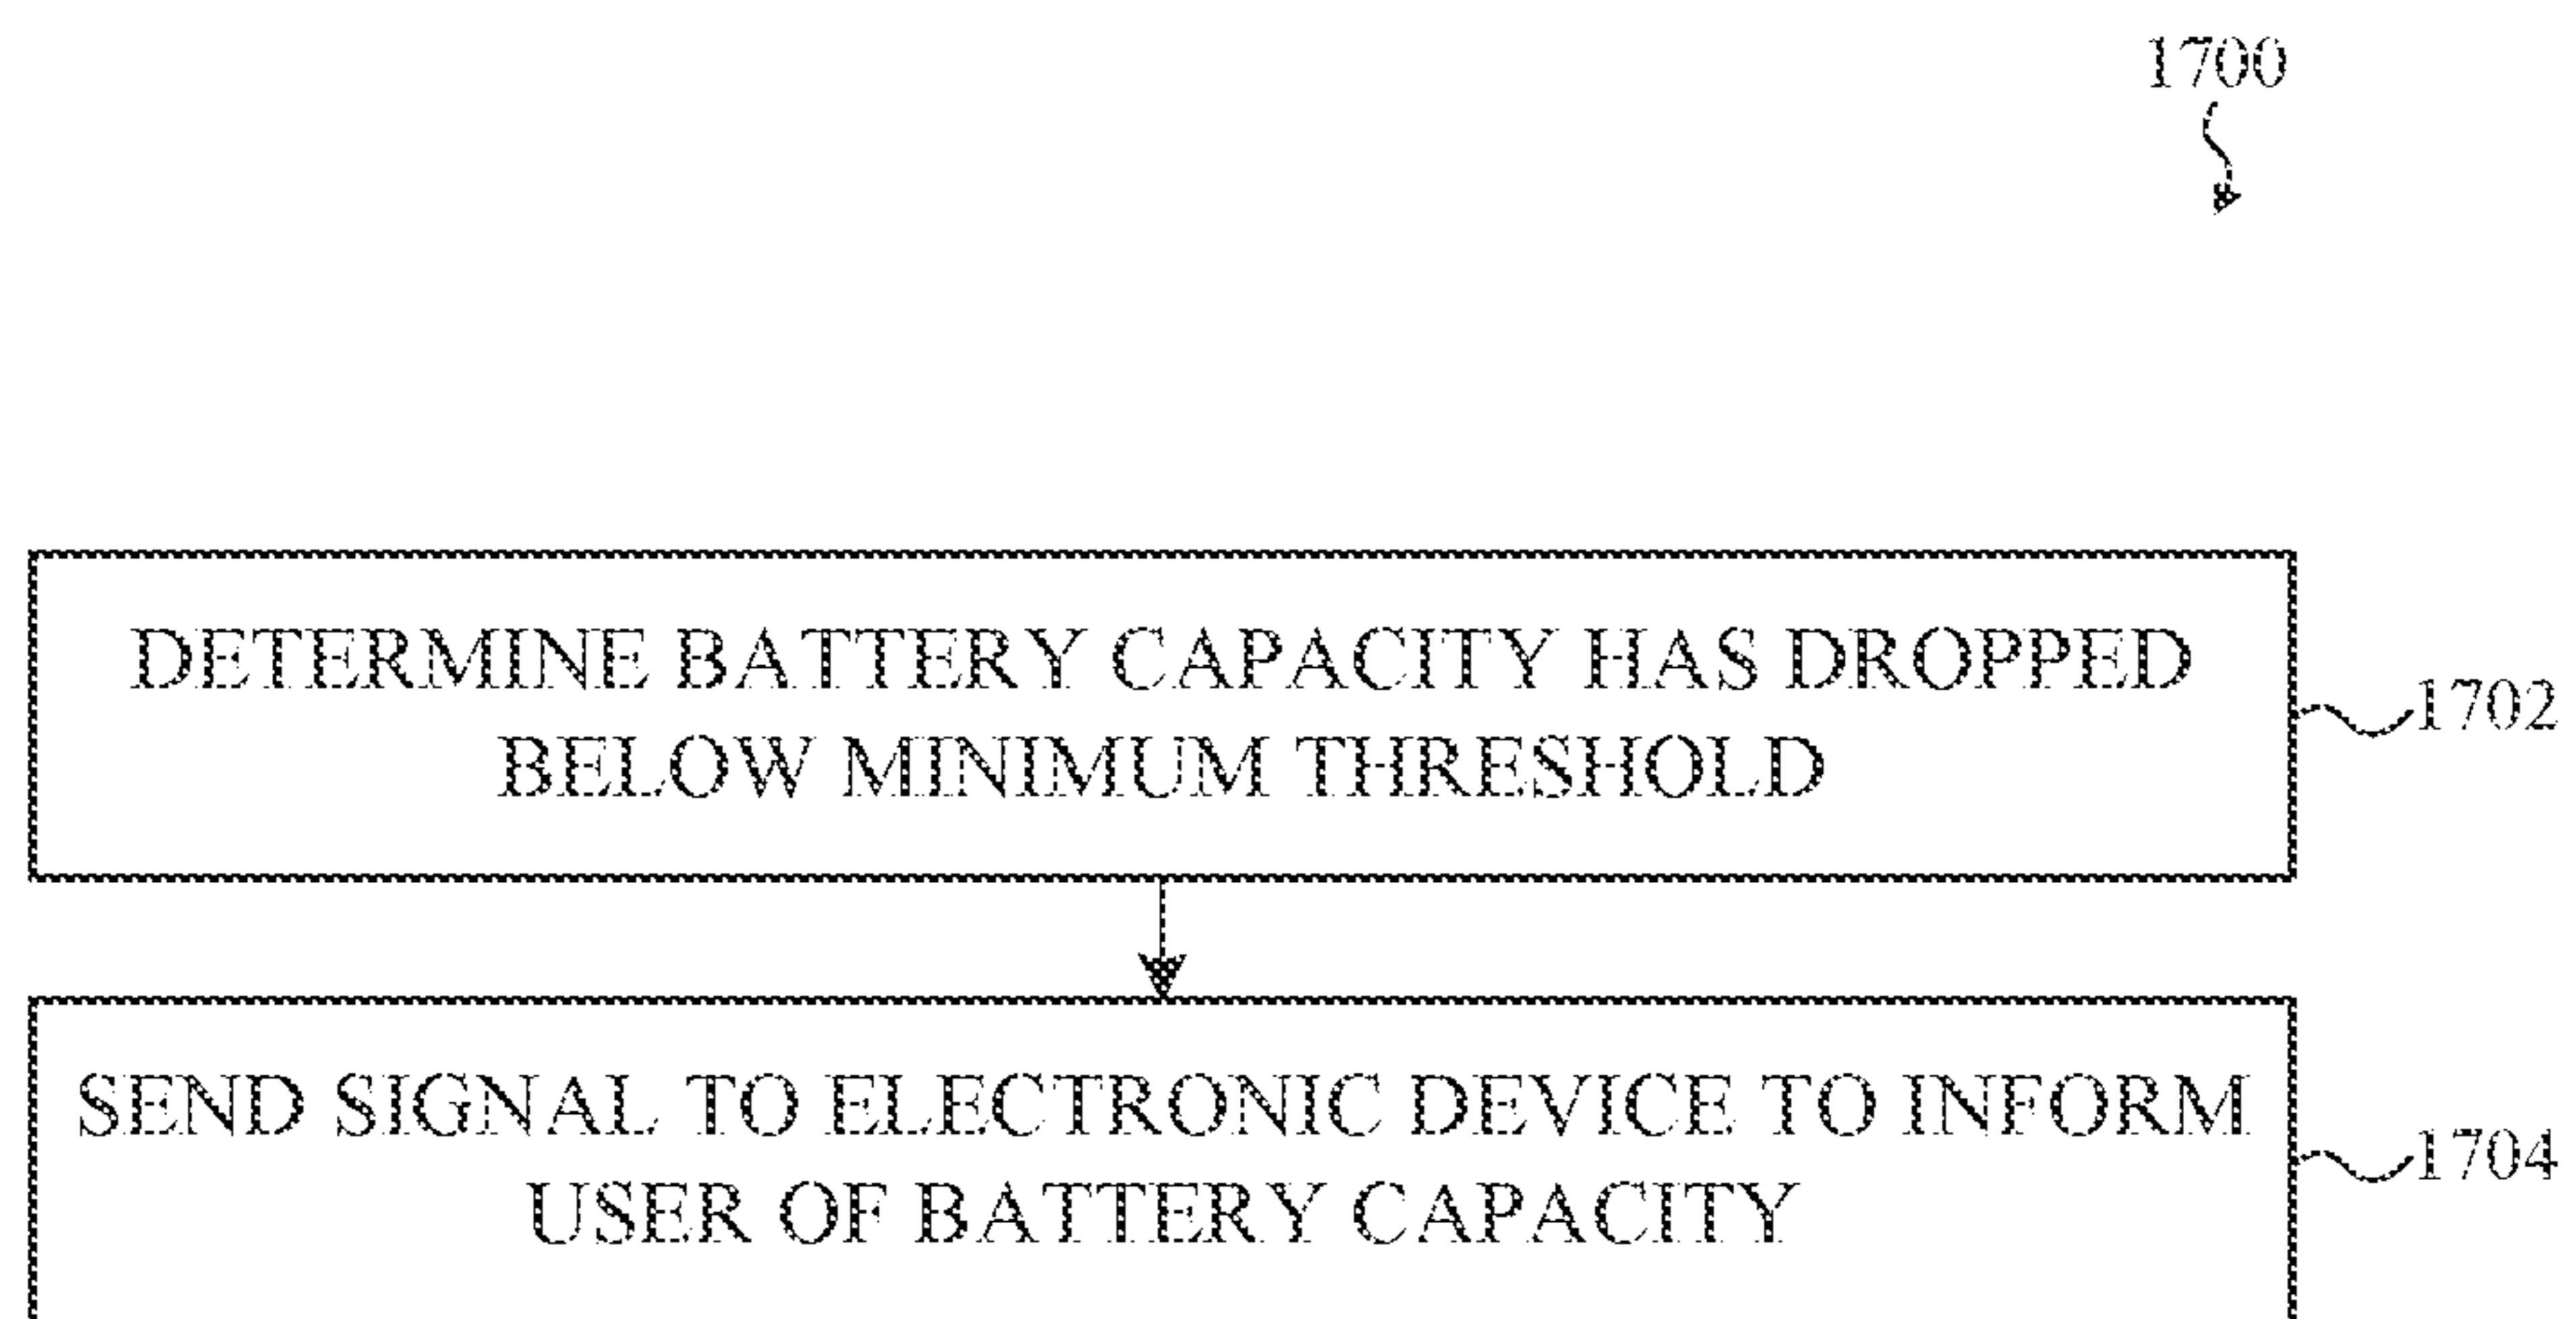 1700
DETERMINE BATTERY CAPACITY HAS DROPPED
BELOW MINIMUM THRESHOLD
1702
SEND SIGNAL TO ELECTRONIC DEVICE TO INFORM
USER OF BATTERY CAPACITY
1704